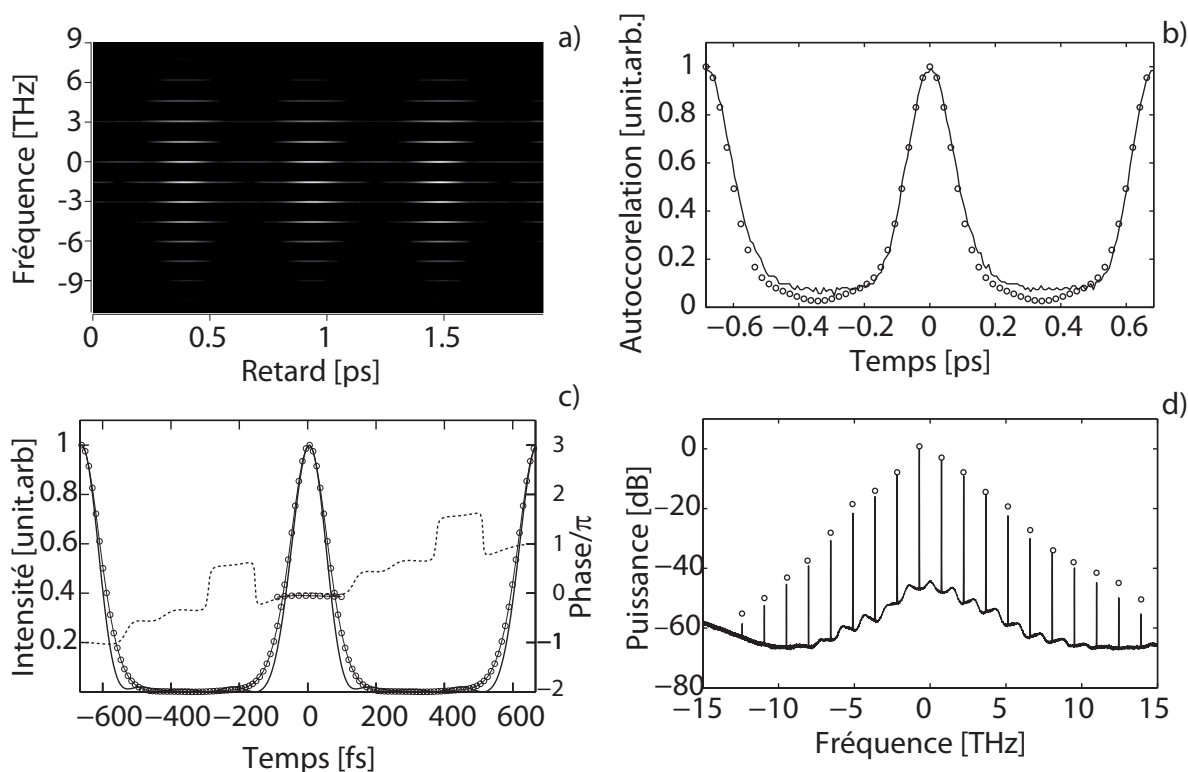 a)
Fréquence [THz]
9
6
3
0
-3
-6
-9
0 0.5 1 1.5
Retard [ps]
b)
Autoccorelation [unit.arb.]
1
0.8
0.6
0.4
0.2
0
−0.6 −0.4 −0.2 0 0.2 0.4 0.6
Temps [ps]
c)
Intensité [unit.arb]
1
0.8
0.6
0.4
0.2
Phase/π
3
2
1
0
−1
−2
−600 −400 −200 0 200 400 600
Temps [fs]
d)
Puissance [dB]
0
−20
−40
−60
−80
−15 −10 −5 0 5 10 15
Fréquence [THz]